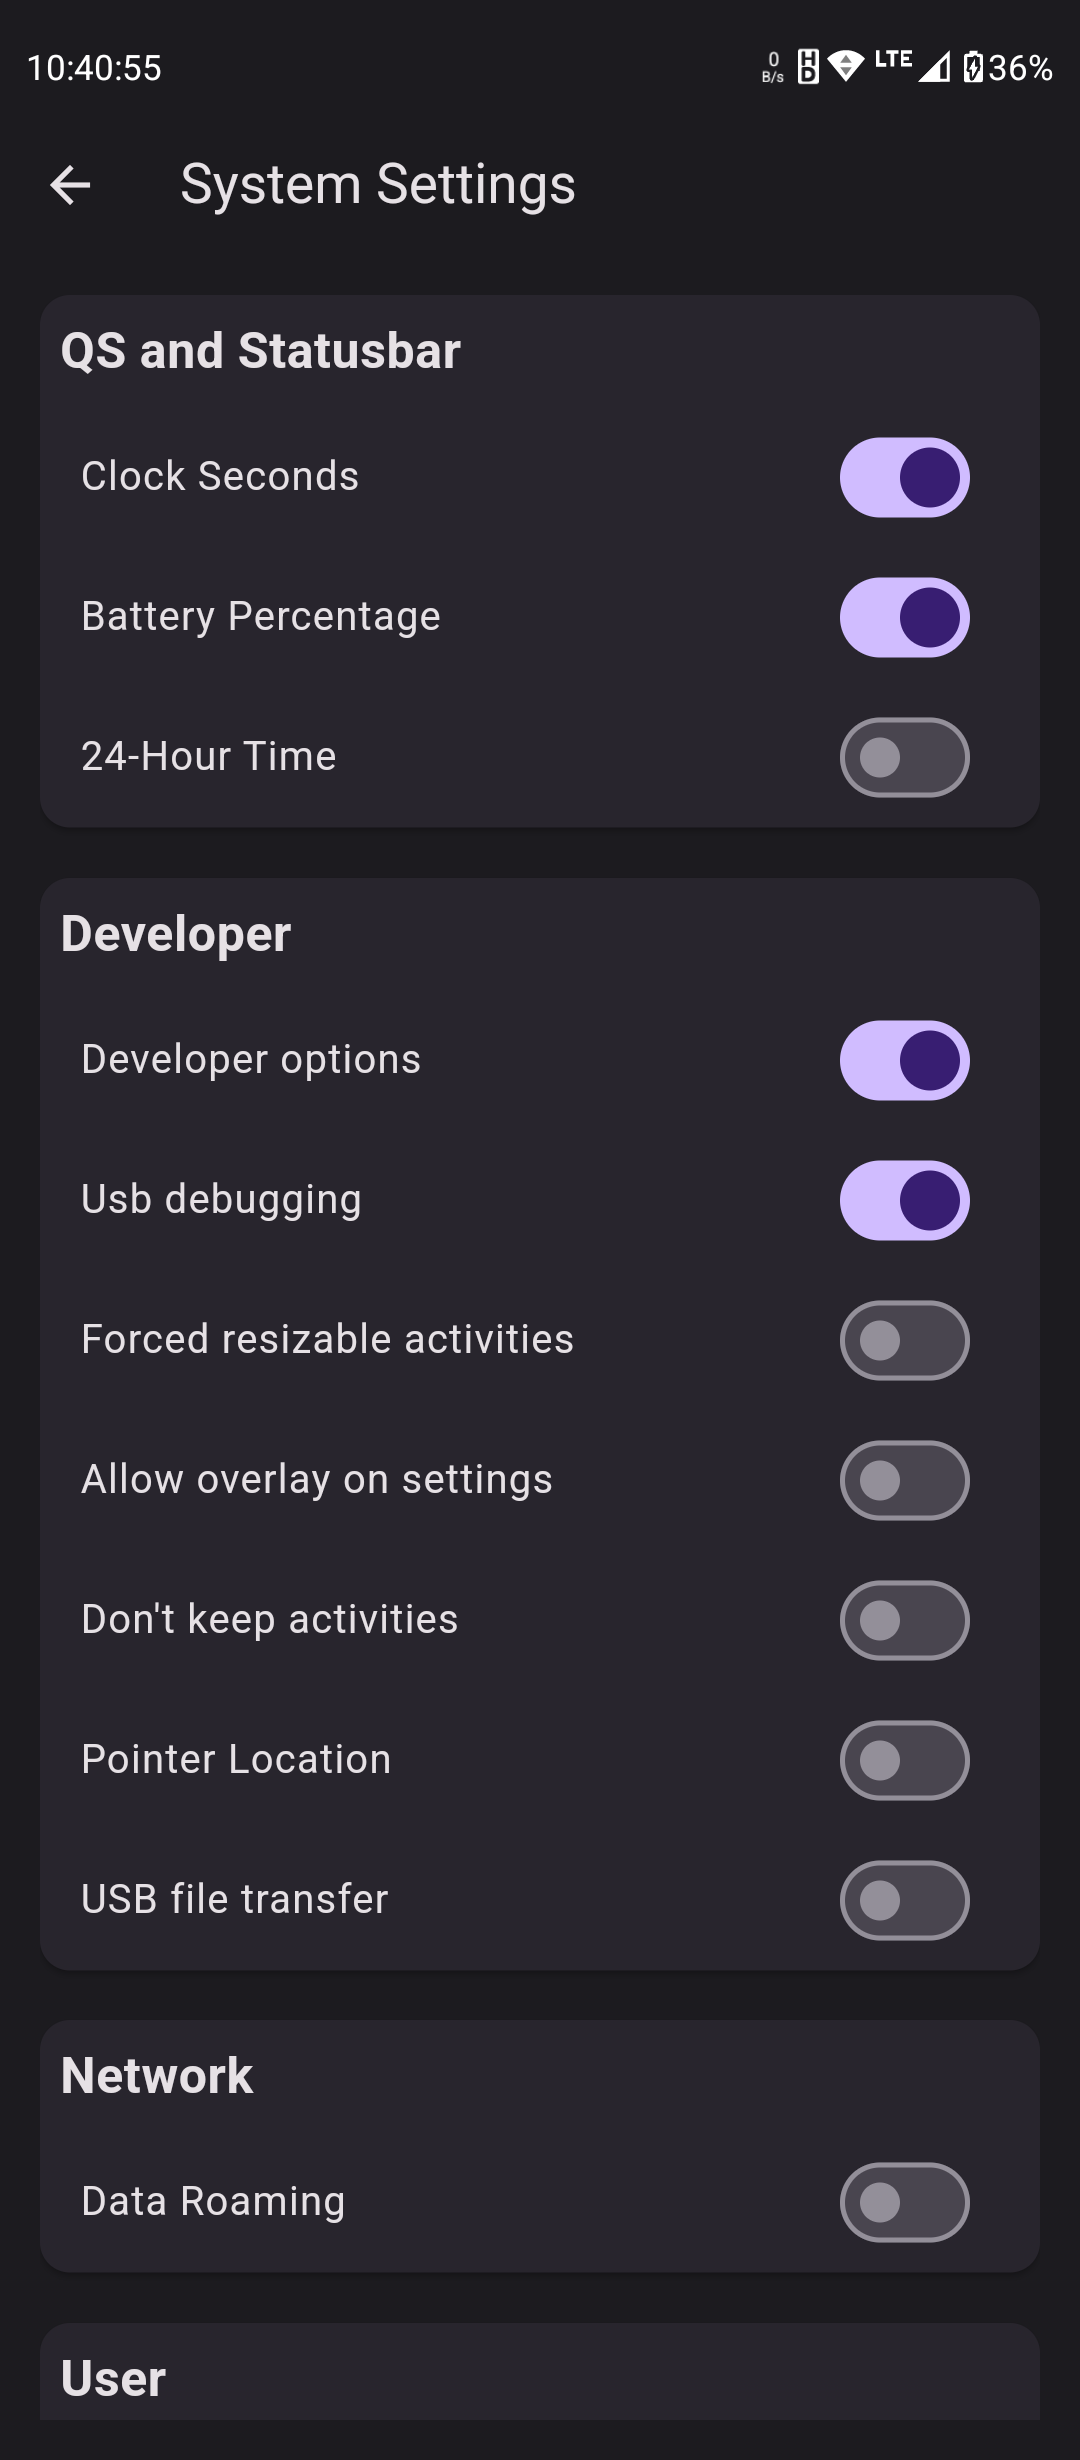 10:40:55
0
B/s
HD
LTE
36%
System Settings
QS and Statusbar
Clock Seconds
Battery Percentage
24-Hour Time
Developer
Developer options
Usb debugging
Forced resizable activities
Allow overlay on settings
Don't keep activities
Pointer Location
USB file transfer
Network
Data Roaming
User